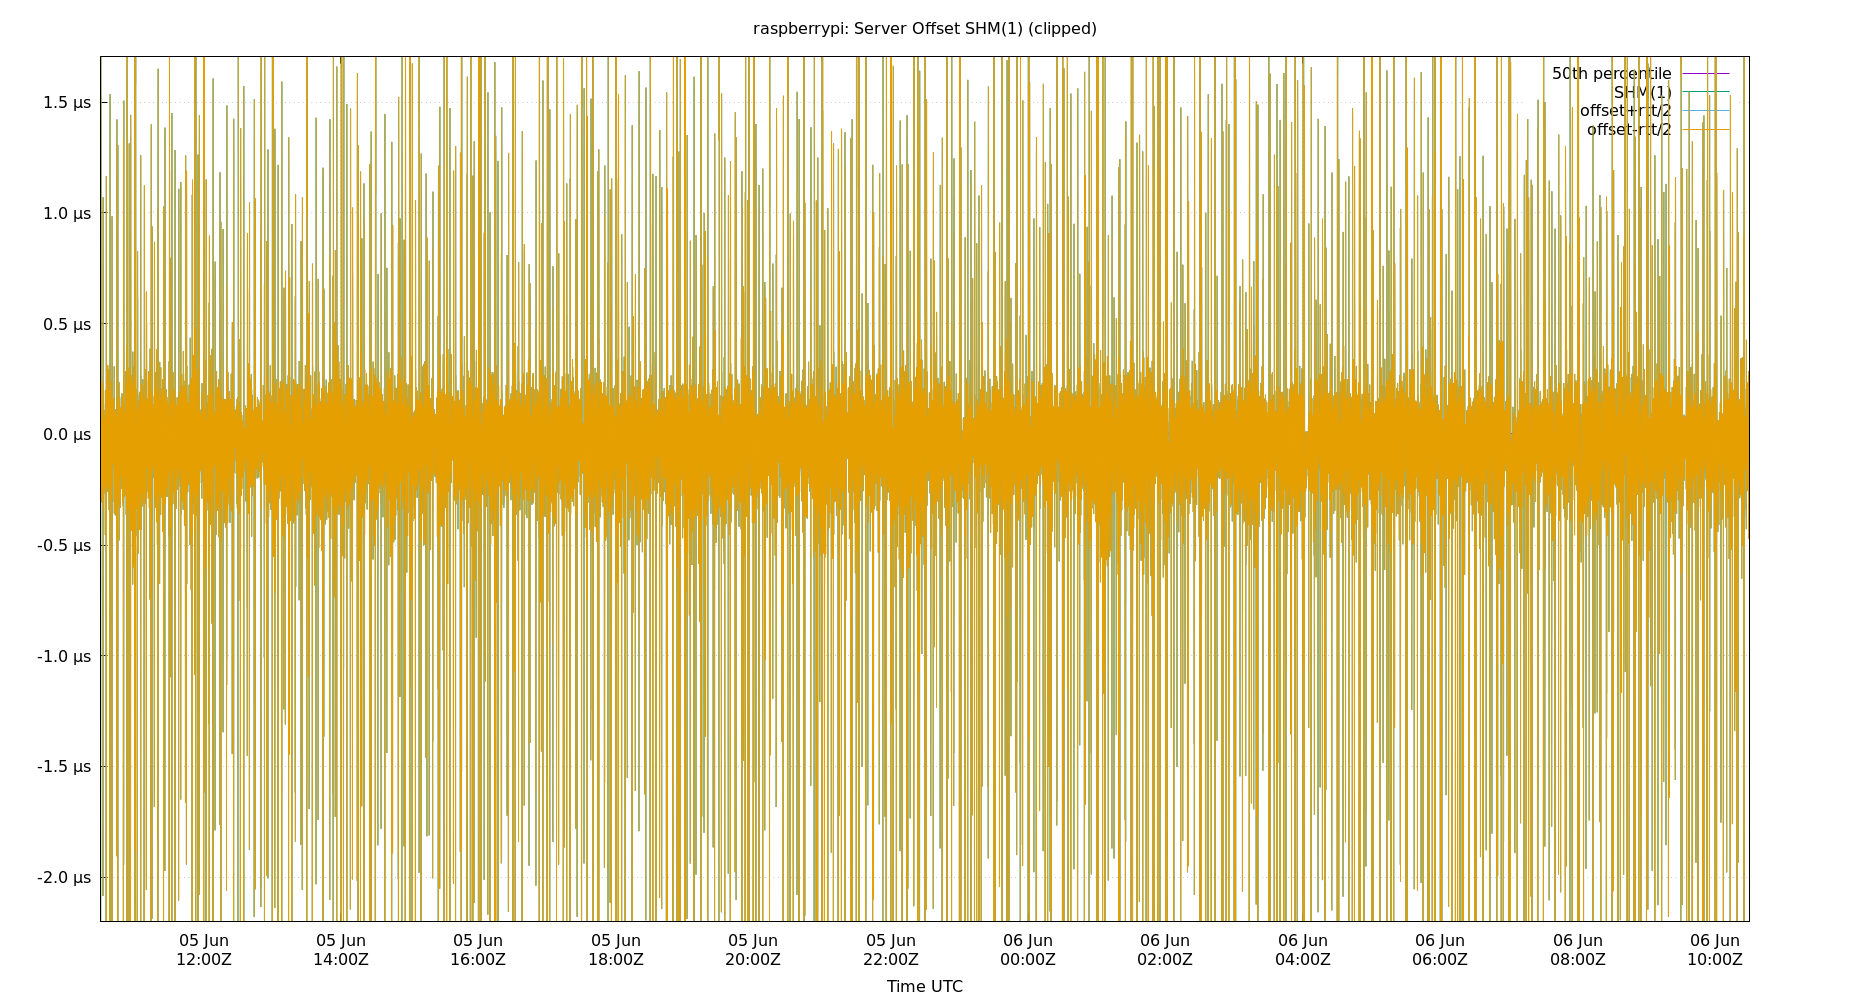 raspberrypi: Server Offset SHM(1) (clipped)
50th percentile
SHM(1)
offset+rtt/2
offset-rtt/2
1.5 µs
1.0 µs
0.5 µs
0.0 µs
-0.5 µs
-1.0 µs
-1.5 µs
-2.0 µs
05 Jun 05 Jun 05 Jun 05 Jun 05 Jun 05 Jun 06 Jun 06 Jun 06 Jun 06 Jun 06 Jun 06 Jun
12:00Z 14:00Z 16:00Z 18:00Z 20:00Z 22:00Z 00:00Z 02:00Z 04:00Z 06:00Z 08:00Z 10:00Z
Time UTC